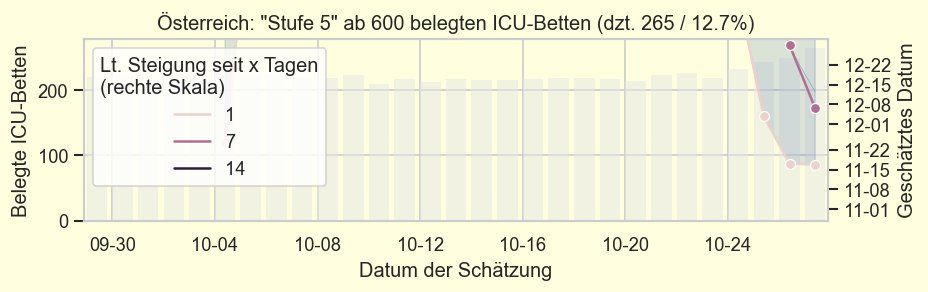 Österreich: "Stufe 5" ab 600 belegten ICU-Betten (dzt. 265 / 12.7%)
Belegte ICU-Betten
200
100
0
Lt. Steigung seit x Tagen
(rechte Skala)
1
7
14
12-22
12-15
12-08
12-01
11-22
11-15
11-08
11-01
Geschätztes Datum
09-30 10-04 10-08 10-12 10-16 10-20 10-24
Datum der Schätzung